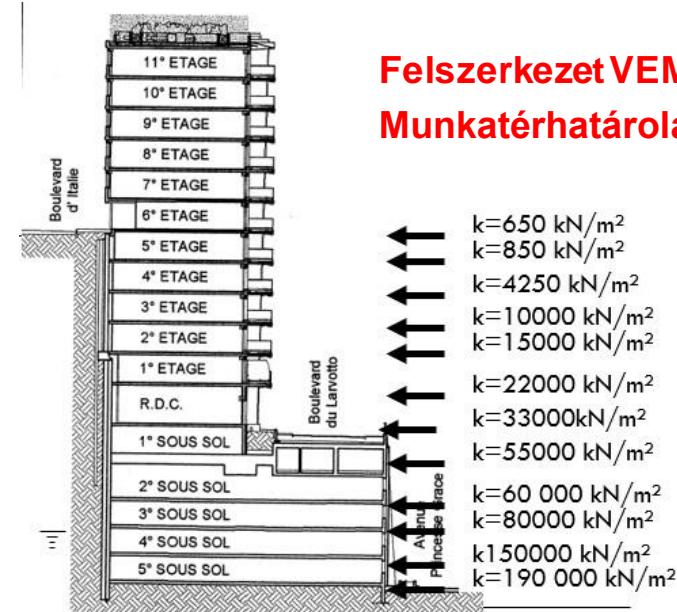 Felszerkezet VEM
Munkatérhatárola
11° ETAGE
10° ETAGE
9° ETAGE
8° ETAGE
7° ETAGE
6° ETAGE
5° ETAGE
4° ETAGE
3° ETAGE
2° ETAGE
1° ETAGE
R.D.C.
1° SOUS SOL
2° SOUS SOL
3° SOUS SOL
4° SOUS SOL
5° SOUS SOL
Boulevard
d' Italie
Boulevard
du Larvotto
Avenue
Princesse Grace
k=650 kN/m²
k=850 kN/m²
k=4250 kN/m²
k=10000 kN/m²
k=15000 kN/m²
k=22000 kN/m²
k=33000kN/m²
k=55000 kN/m²
k=60 000 kN/m²
k=80000 kN/m²
k150000 kN/m²
k=190 000 kN/m²